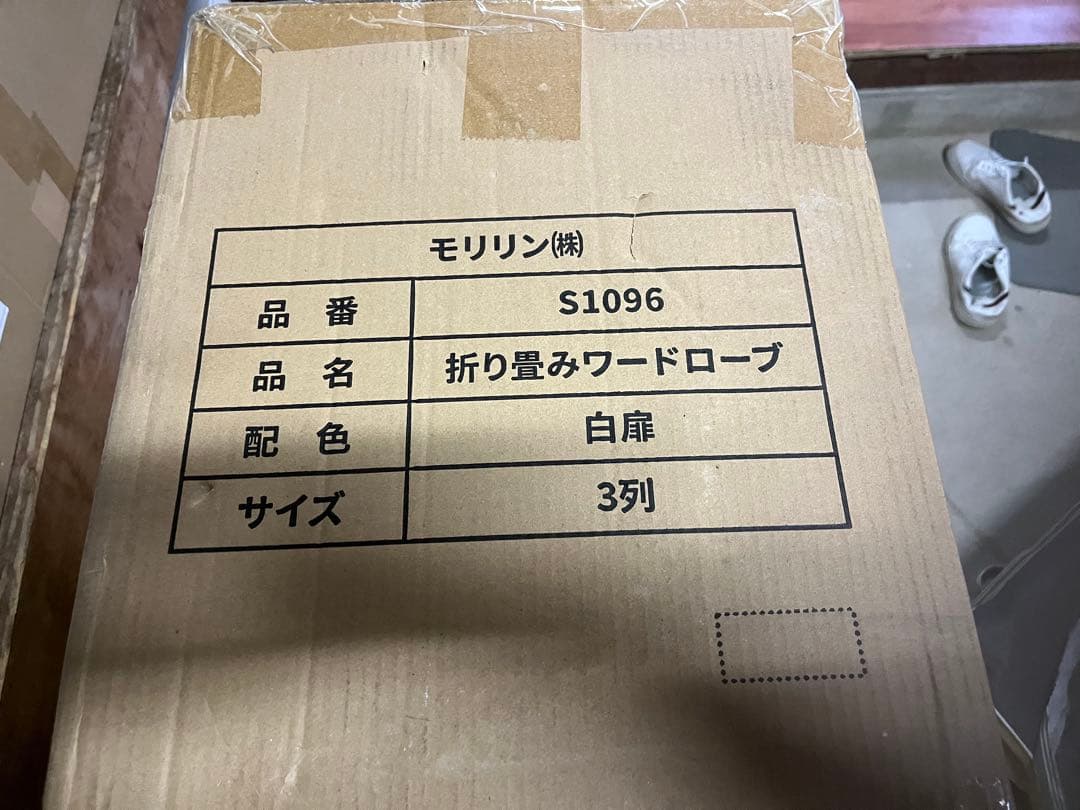 モリリン㈱
品番 S1096
品名 折り畳みワードローブ
配色 白扉
サイズ 3列